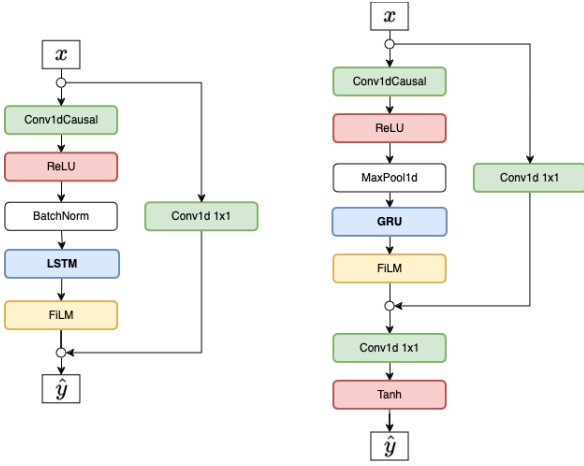 x
Conv1dCausal
ReLU
BatchNorm
LSTM
FiLM
Conv1d 1x1
ŷ
x
Conv1dCausal
ReLU
MaxPool1d
GRU
FiLM
Conv1d 1x1
Conv1d 1x1
Tanh
ŷ